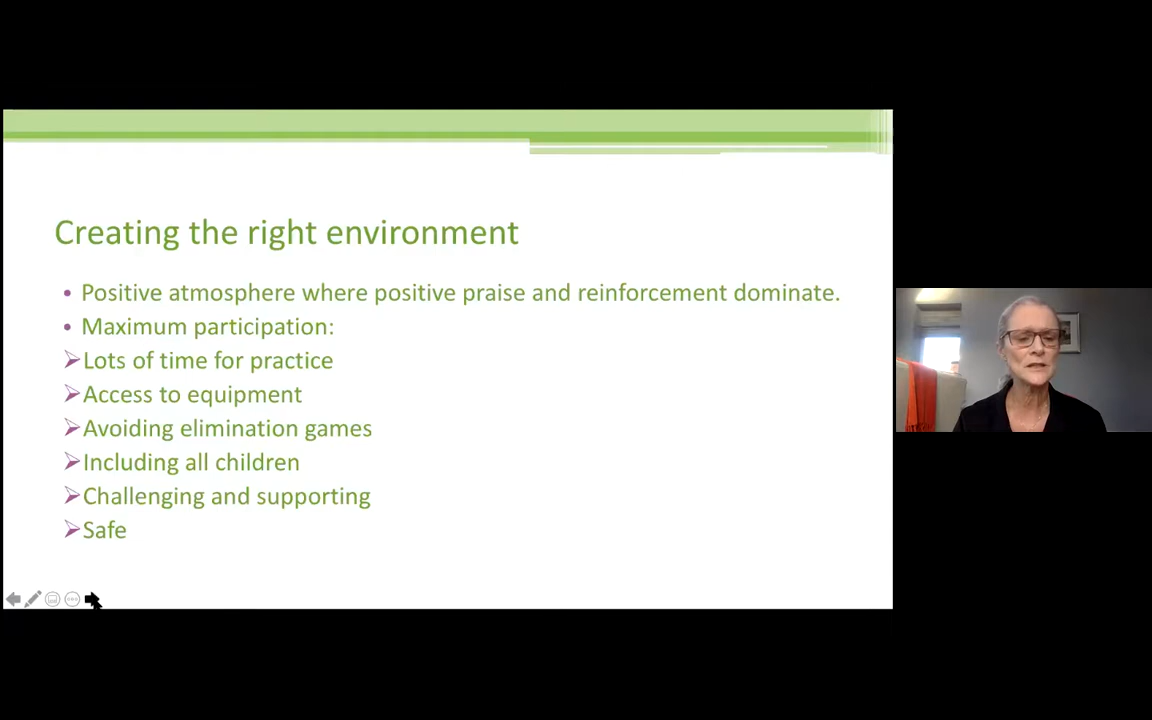 Creating the right environment
• Positive atmosphere where positive praise and reinforcement dominate.
• Maximum participation:
➢Lots of time for practice
➢Access to equipment
➢Avoiding elimination games
➢Including all children
➢Challenging and supporting
➢Safe